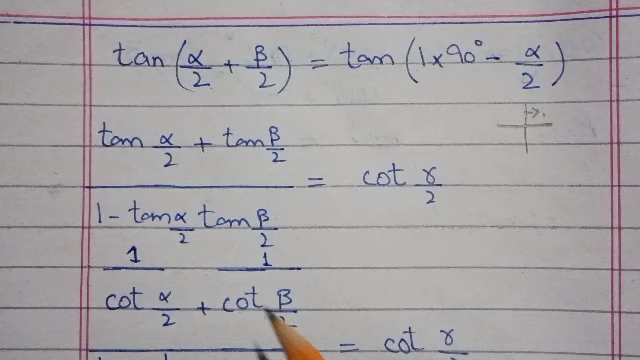 tan (α/2 + β/2) = tan (1×90° - α/2)
tan α/2 + tan β/2
= cot γ/2
1 - tan α/2 tan β/2
1 1
cot α/2 + cot β/2
= cot γ